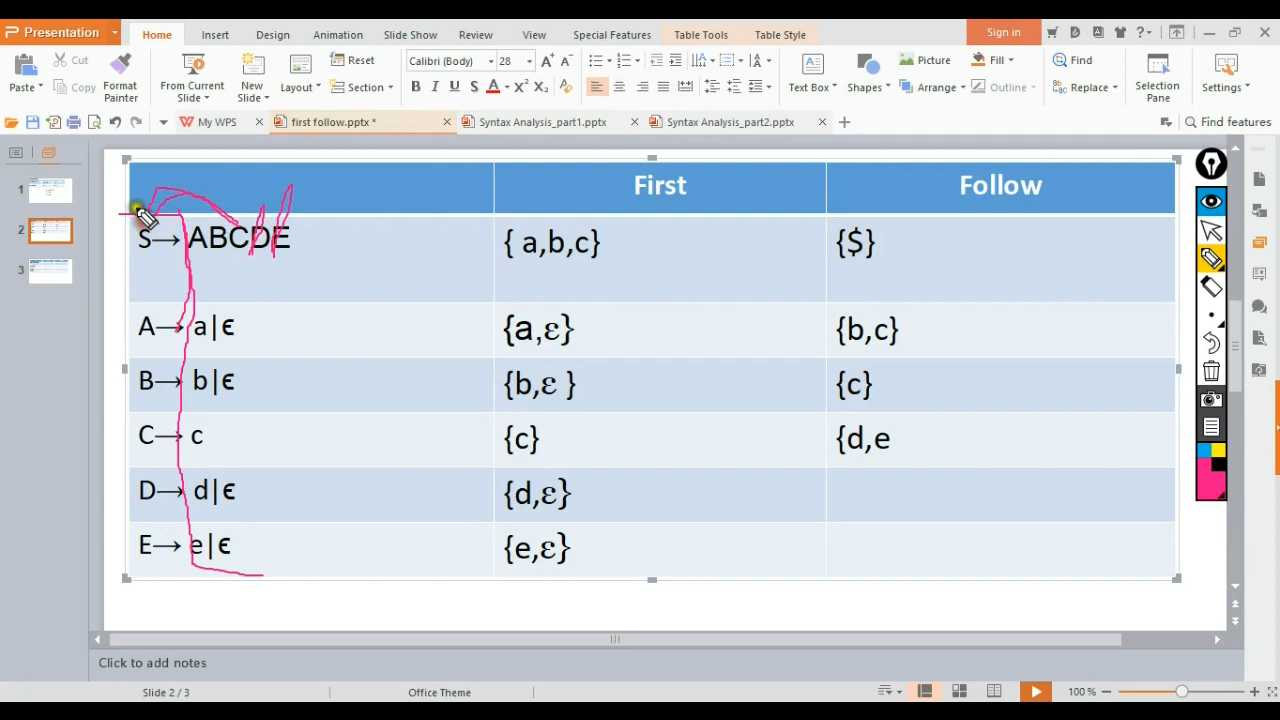 Presentation Home Insert Design Animation Slide Show Review View Special Features Table Tools Table Style Sign in
Paste Cut Copy Format Painter From Current Slide New Slide Layout Reset Section Calibri (Body) 28 Text Box Shapes Picture Arrange Fill Outline Find Replace Selection Pane Settings
My WPS first follow.pptx * Syntax Analysis_part1.pptx Syntax Analysis_part2.pptx Find features
First Follow
S→ ABCDE { a,b,c} {$}
A→ a|ϵ {a,ε} {b,c}
B→ b|ϵ {b,ε } {c}
C→ c {c} {d,e
D→ d|ϵ {d,ε}
E→ e|ϵ {e,ε}
1
2
3
Click to add notes
Slide 2 / 3 Office Theme 100 %